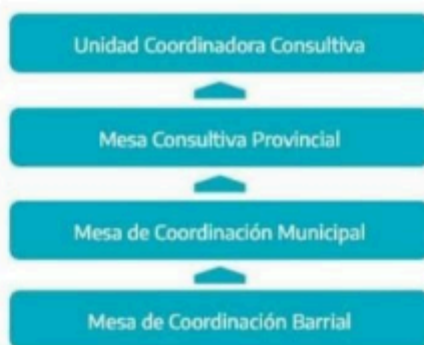 Unidad Coordinadora Consultiva
Mesa Consultiva Provincial
Mesa de Coordinación Municipal
Mesa de Coordinación Barrial